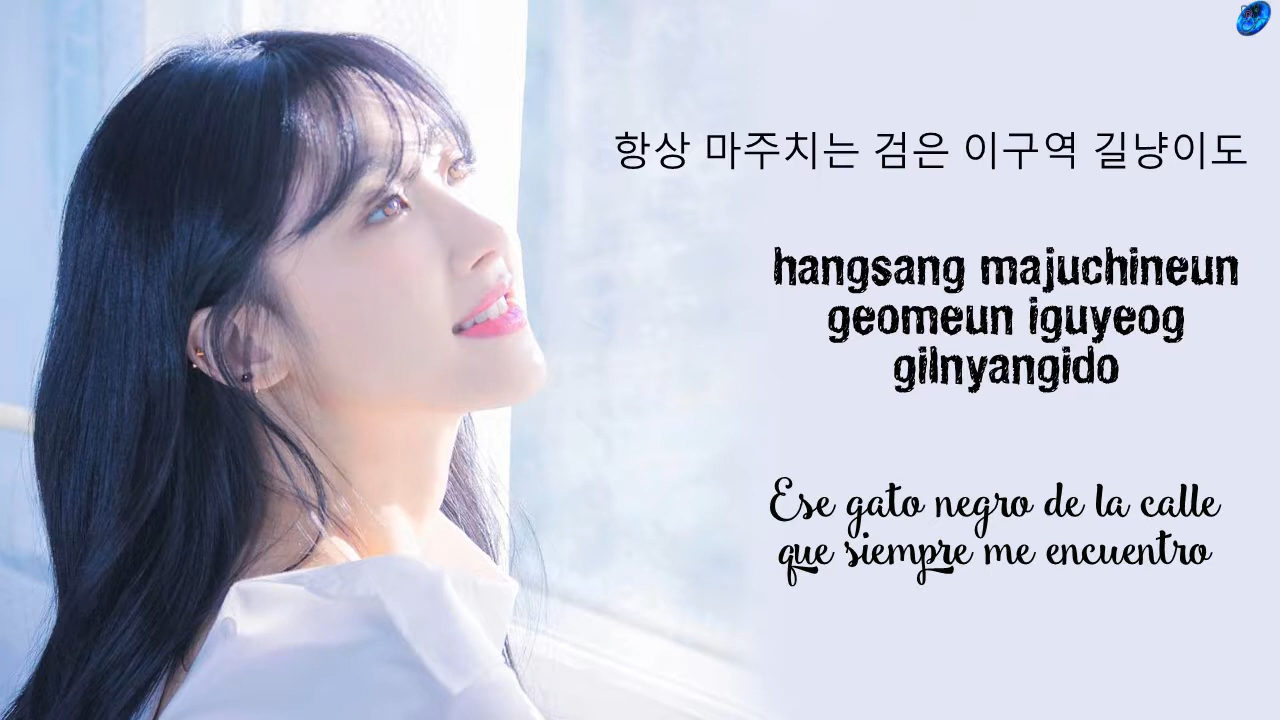 항상 마주치는 검은 이구역 길냥이도
hangsang majuchineun
geomeun iguyeog
gilnyangido
Ese gato negro de la calle
que siempre me encuentro